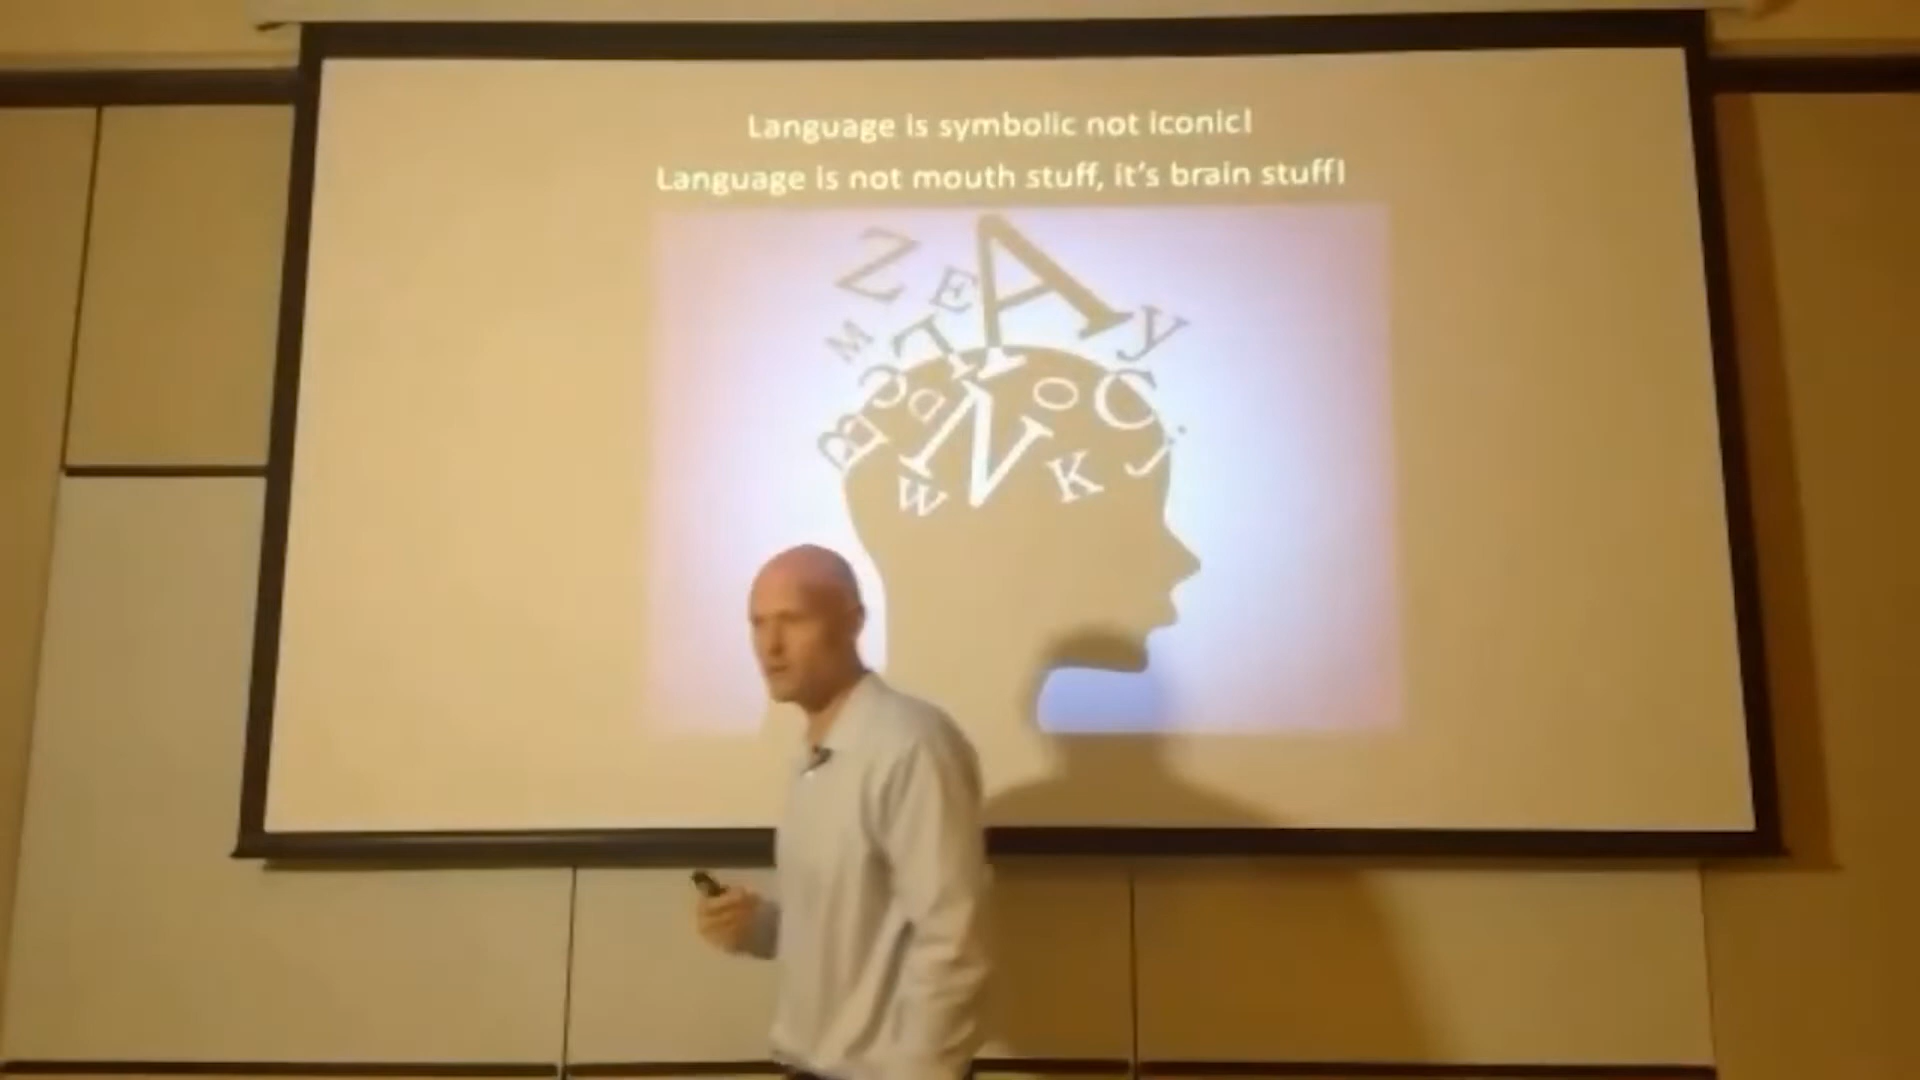 Language is symbolic not iconic!
Language is not mouth stuff, it's brain stuff!
Z
E
A
M
L
y
C
B
D
N
O
C
j
W
K